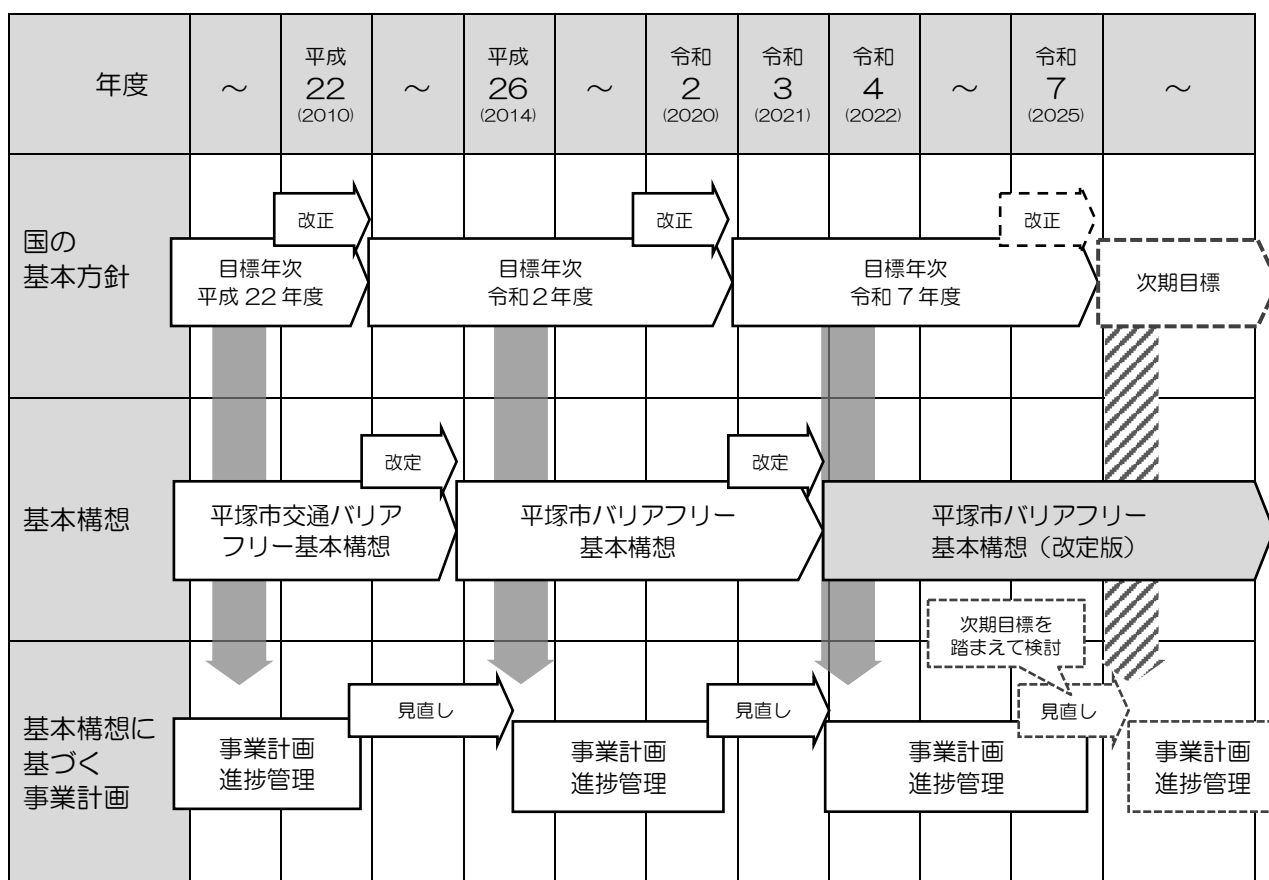 年度
～
平成
22
(2010)
～
平成
26
(2014)
～
令和
2
(2020)
令和
3
(2021)
令和
4
(2022)
～
令和
7
(2025)
～
国の
基本方針
改正
目標年次
平成 22 年度
改正
目標年次
令和2年度
改正
目標年次
令和 7 年度
次期目標
基本構想
改定
平塚市交通バリア
フリー基本構想
改定
平塚市バリアフリー
基本構想
平塚市バリアフリー
基本構想（改定版）
基本構想に
基づく
事業計画
事業計画
進捗管理
見直し
事業計画
進捗管理
見直し
事業計画
進捗管理
次期目標を
踏まえて検討
見直し
事業計画
進捗管理